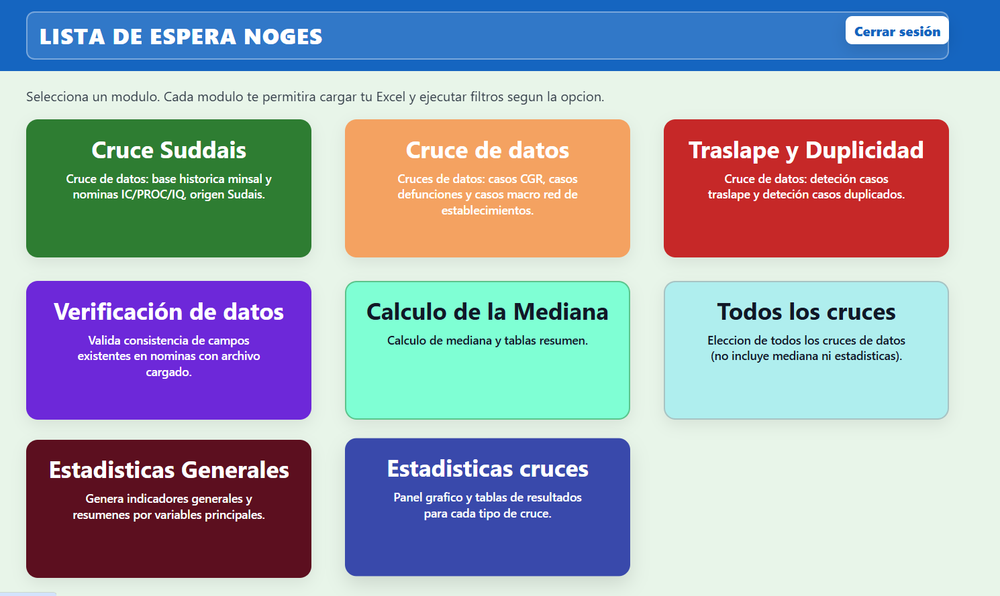 LISTA DE ESPERA NOGES
Cerrar sesión
Selecciona un modulo. Cada modulo te permitira cargar tu Excel y ejecutar filtros segun la opcion.
Cruce Suddais
Cruce de datos: base historica minsal y
nominas IC/PROC/IQ, origen Sudais.
Cruce de datos
Cruces de datos: casos CGR, casos
defunciones y casos macro red de
establecimientos.
Traslape y Duplicidad
Cruce de datos: deteción casos
traslape y deteción casos duplicados.
Verificación de datos
Valida consistencia de campos
existentes en nominas con archivo
cargado.
Calculo de la Mediana
Calculo de mediana y tablas resumen.
Todos los cruces
Eleccion de todos los cruces de datos
(no incluye mediana ni estadisticas).
Estadisticas Generales
Genera indicadores generales y
resumenes por variables principales.
Estadisticas cruces
Panel grafico y tablas de resultados
para cada tipo de cruce.